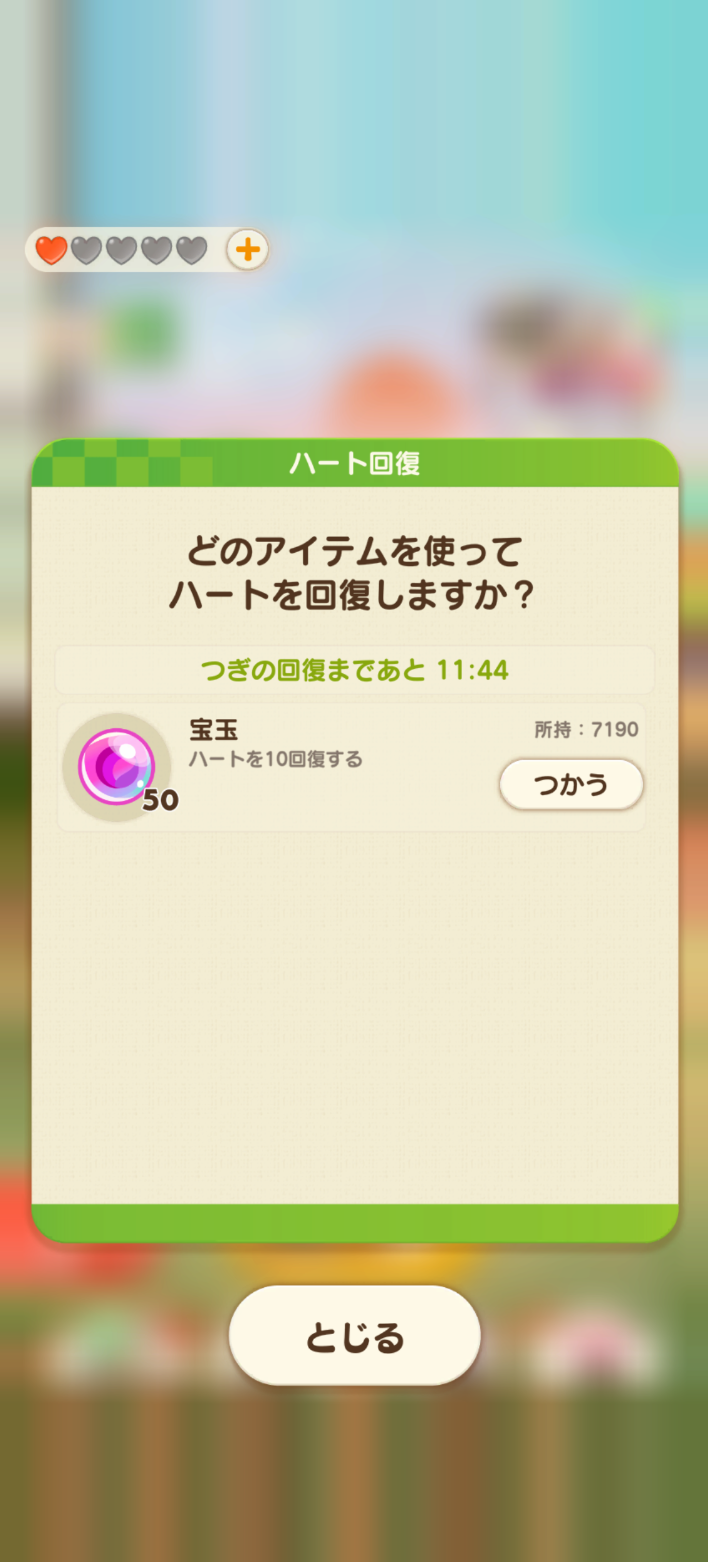 ハート回復
どのアイテムを使って
ハートを回復しますか？
つぎの回復まであと 11:44
宝玉
所持：7190
ハートを10回復する
50
つかう
とじる